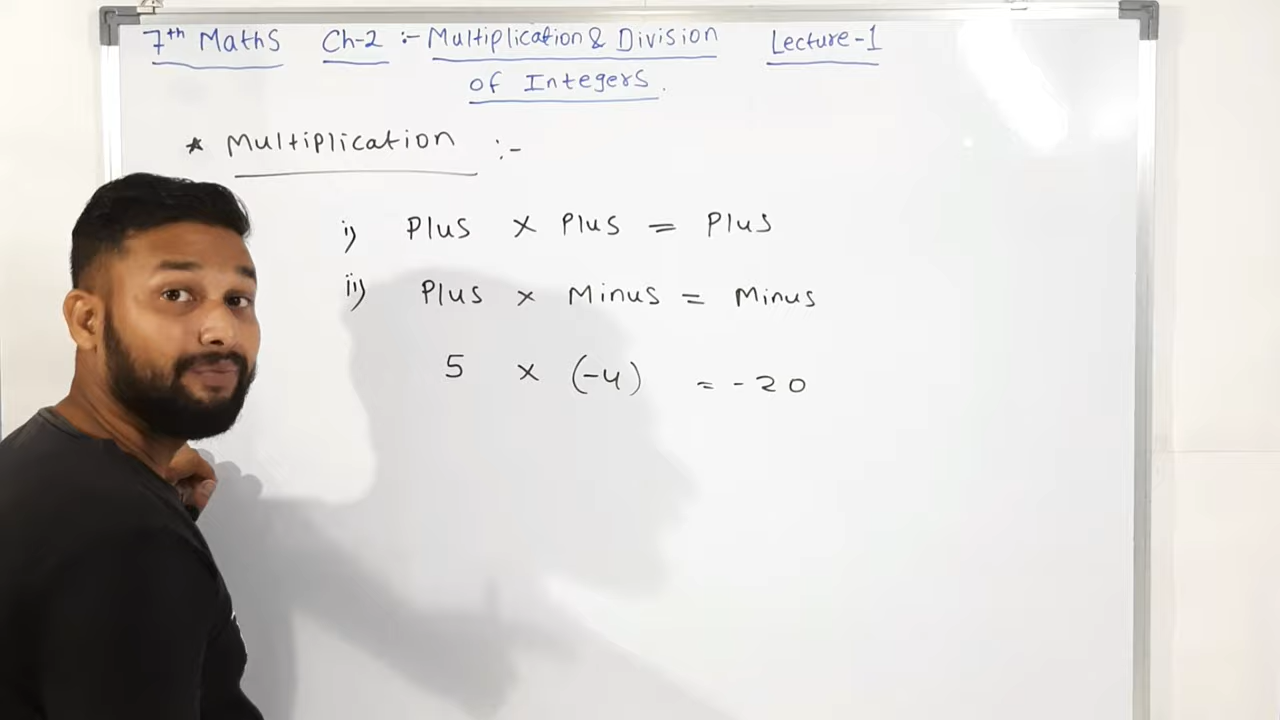 7th Maths Ch-2 :- Multiplication & Division Lecture-1
of Integers.
* Multiplication :-
i) Plus × Plus = Plus
ii) Plus × Minus = Minus
5 × (-4) = -20